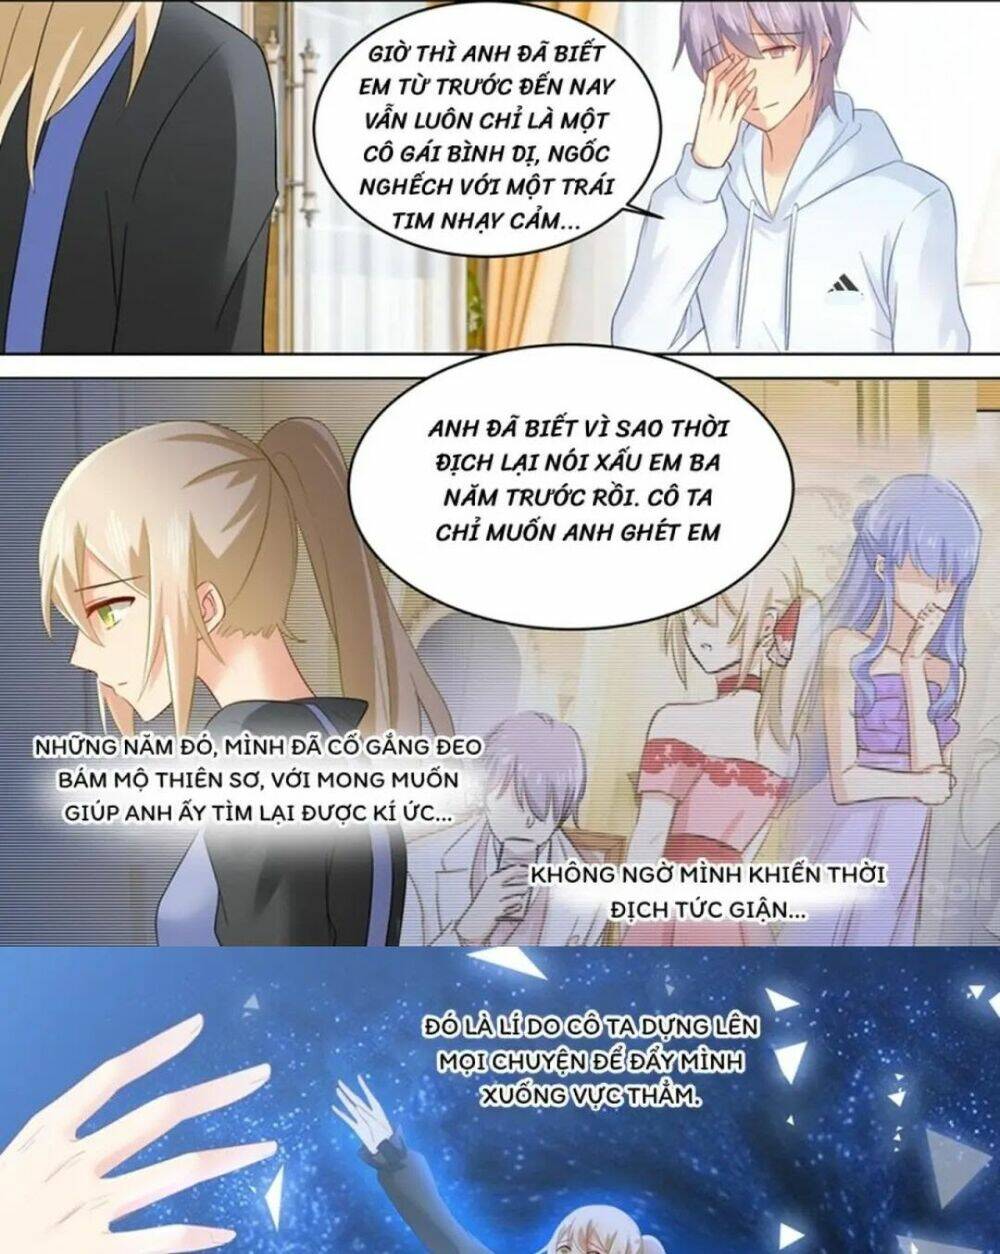 GIỜ THÌ ANH ĐÃ BIẾT
EM TỪ TRƯỚC ĐẾN NAY
VẪN LUÔN CHỈ LÀ MỘT
CÔ GÁI BÌNH DỊ, NGỐC
NGHẾCH VỚI MỘT TRÁI
TIM NHẠY CẢM...
ANH ĐÃ BIẾT VÌ SAO THỜI
ĐỊCH LẠI NÓI XẤU EM BA
NĂM TRƯỚC RỒI. CÔ TA
CHỈ MUỐN ANH GHÉT EM
NHỮNG NĂM ĐÓ, MÌNH ĐÃ CỐ GẮNG ĐEO
BÁM MỘ THIÊN SƠ, VỚI MONG MUỐN
GIÚP ANH ẤY TÌM LẠI ĐƯỢC KÍ ỨC...
KHÔNG NGỜ MÌNH KHIẾN THỜI
ĐỊCH TỨC GIẬN...
ĐÓ LÀ LÍ DO CÔ TA DỰNG LÊN
MỌI CHUYỆN ĐỂ ĐẨY MÌNH
XUỐNG VỰC THẲM.